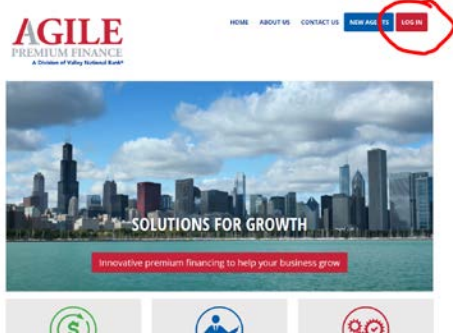 AGILE
PREMIUM FINANCE
A Division of Valley National Bank®
HOME ABOUT US CONTACT US NEW AGENTS LOG IN
SOLUTIONS FOR GROWTH
Innovative premium financing to help your business grow
$